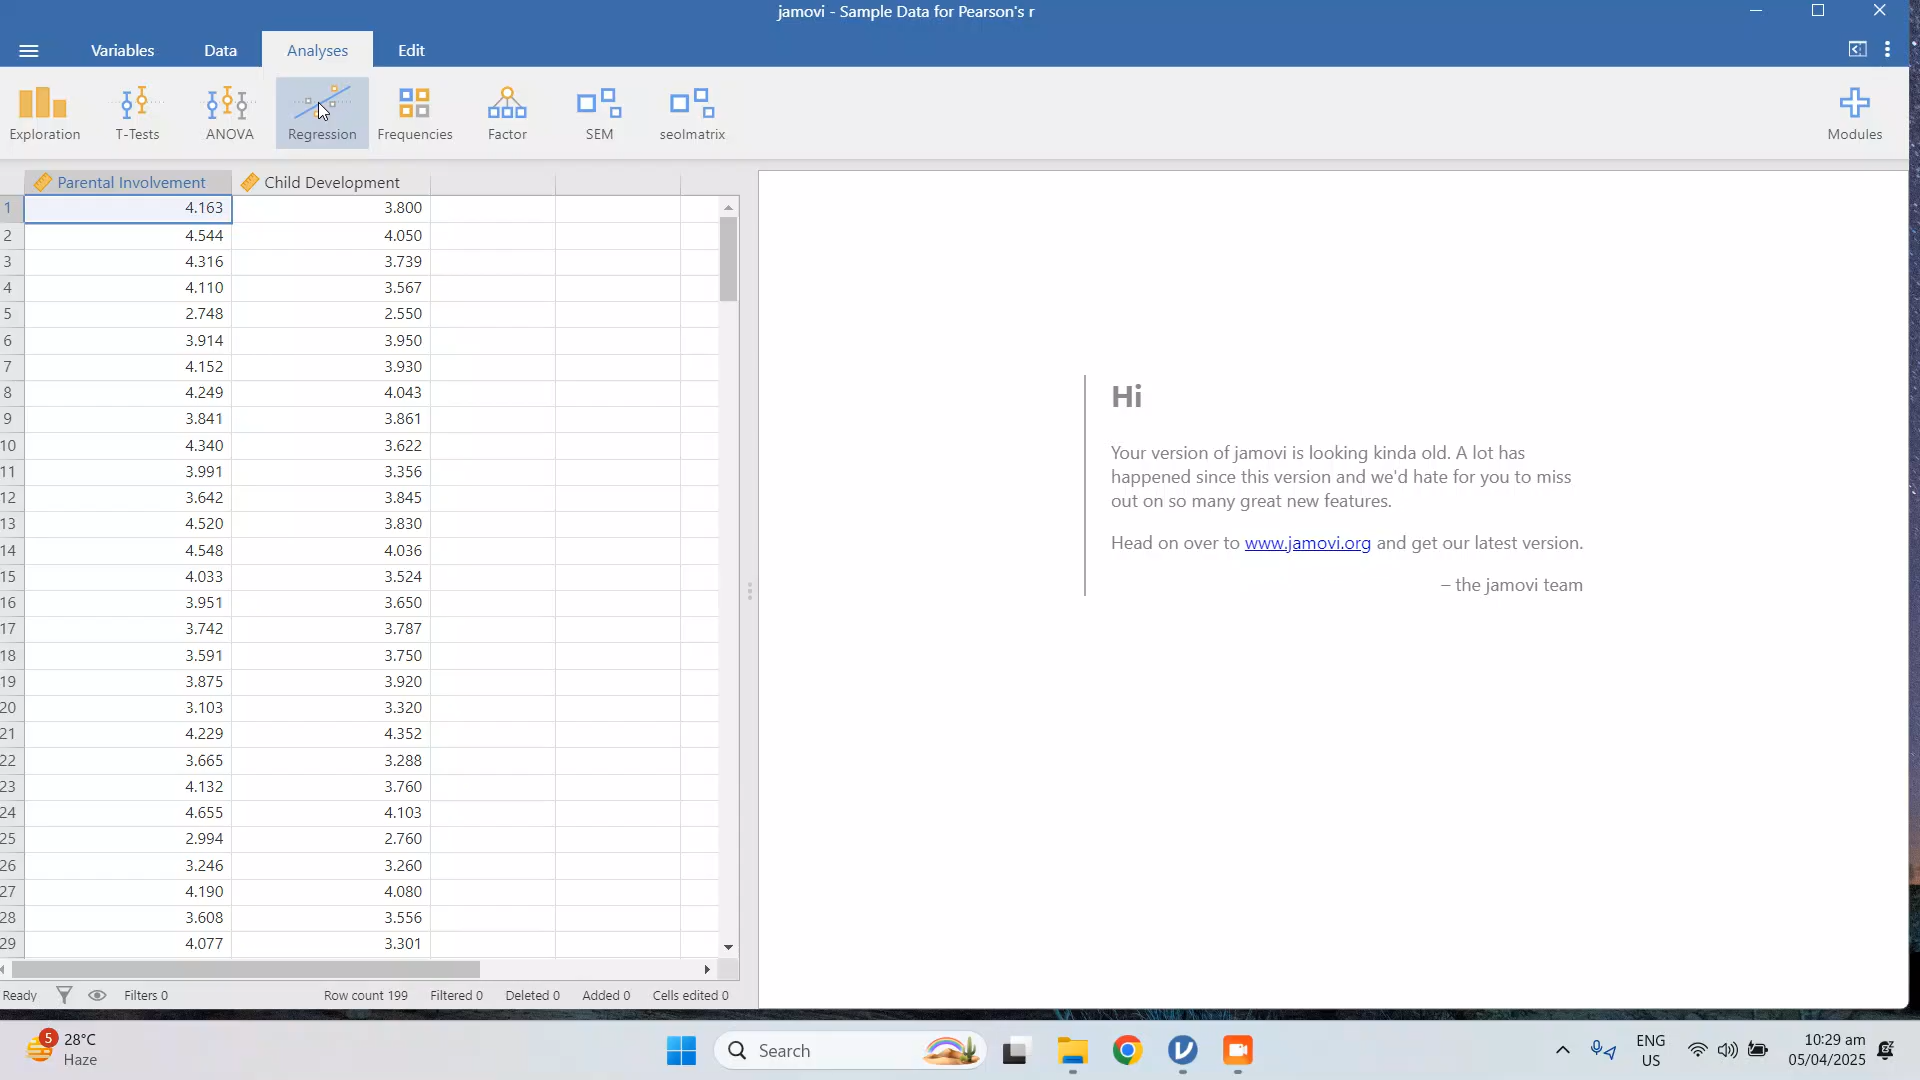 jamovi - Sample Data for Pearson's r
Variables Data Analyses Edit
Exploration T-Tests ANOVA Regression Frequencies Factor SEM seolmatrix Modules
Parental Involvement Child Development
1 4.163 3.800
2 4.544 4.050
3 4.316 3.739
4 4.110 3.567
5 2.748 2.550
6 3.914 3.950
7 4.152 3.930
8 4.249 4.043
9 3.841 3.861
10 4.340 3.622
11 3.991 3.356
12 3.642 3.845
13 4.520 3.830
14 4.548 4.036
15 4.033 3.524
16 3.951 3.650
17 3.742 3.787
18 3.591 3.750
19 3.875 3.920
20 3.103 3.320
21 4.229 4.352
22 3.665 3.288
23 4.132 3.760
24 4.655 4.103
25 2.994 2.760
26 3.246 3.260
27 4.190 4.080
28 3.608 3.556
29 4.077 3.301
Ready Filters 0 Row count 199 Filtered 0 Deleted 0 Added 0 Cells edited 0
Hi
Your version of jamovi is looking kinda old. A lot has
happened since this version and we'd hate for you to miss
out on so many great new features.
Head on over to www.jamovi.org and get our latest version.
– the jamovi team
5 28°C
Haze
Search
ENG
US
10:29 am
05/04/2025